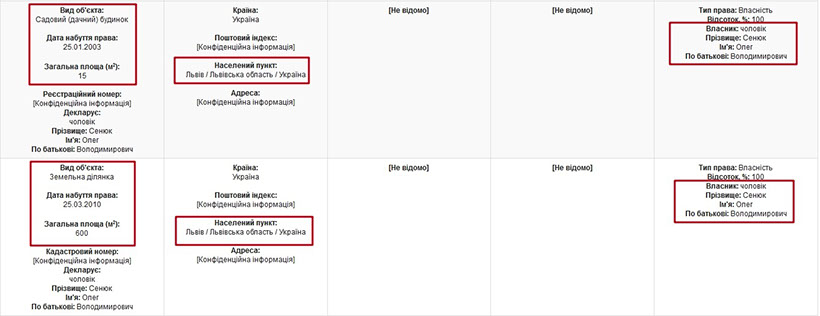 Вид об'єкта:
Садовий (дачний) будинок
Дата набуття права:
25.01.2003
Загальна площа (м²):
15
Реєстраційний номер:
[Конфіденційна інформація]
Декларує:
чоловік
Прізвище: Сенюк
Ім'я: Олег
По батькові: Володимирович
Країна:
Україна
Поштовий індекс:
[Конфіденційна інформація]
Населений пункт:
Львів / Львівська область / Україна
Адреса:
[Конфіденційна інформація]
[Не відомо]
[Не відомо]
Тип права: Власність
Відсоток, %: 100
Власник: чоловік
Прізвище: Сенюк
Ім'я: Олег
По батькові: Володимирович
Вид об'єкта:
Земельна ділянка
Дата набуття права:
25.03.2010
Загальна площа (м²):
600
Кадастровий номер:
[Конфіденційна інформація]
Декларує:
чоловік
Прізвище: Сенюк
Ім'я: Олег
По батькові: Володимирович
Країна:
Україна
Поштовий індекс:
[Конфіденційна інформація]
Населений пункт:
Львів / Львівська область / Україна
Адреса:
[Конфіденційна інформація]
[Не відомо]
[Не відомо]
Тип права: Власність
Відсоток, %: 100
Власник: чоловік
Прізвище: Сенюк
Ім'я: Олег
По батькові: Володимирович